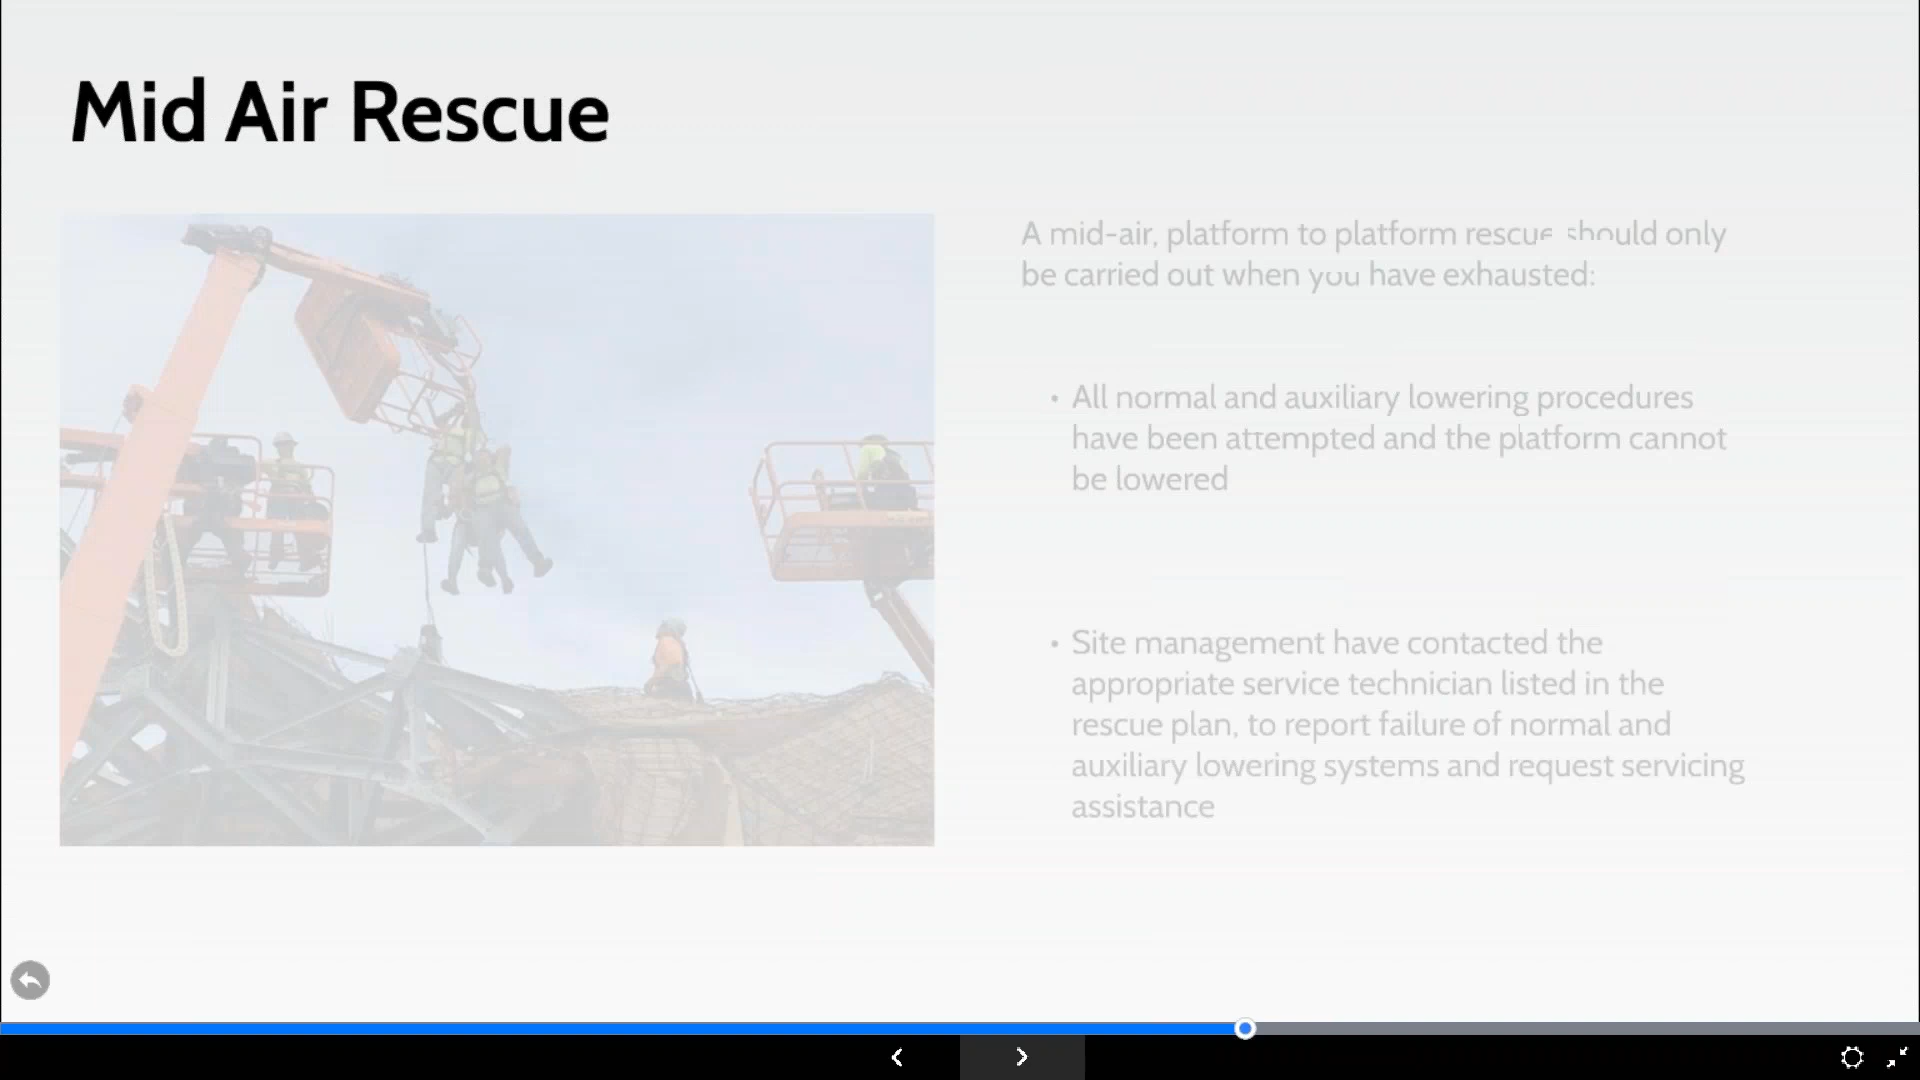 Mid Air Rescue
A mid-air, platform to platform rescue should only
be carried out when you have exhausted:
• All normal and auxiliary lowering procedures
have been attempted and the platform cannot
be lowered
• Site management have contacted the
appropriate service technician listed in the
rescue plan, to report failure of normal and
auxiliary lowering systems and request servicing
assistance